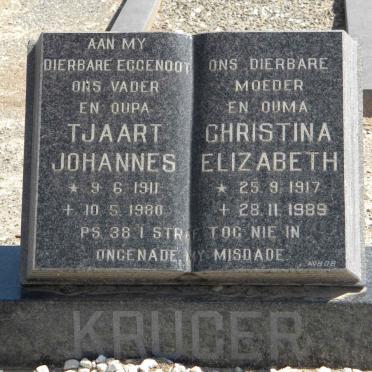 AAN MY
DIERBARE EGGENOOT
ONS VADER
EN OUPA
TJAART
JOHANNES
* 9.6.1911
+ 10.5.1980
ONS DIERBARE
MOEDER
EN OUMA
CHRISTINA
ELIZABETH
* 25.9.1917
+ 28.11.1989
PS. 38.1 STRAF TOG NIE IN
ONGENADE MY MISDADE
KRUGER